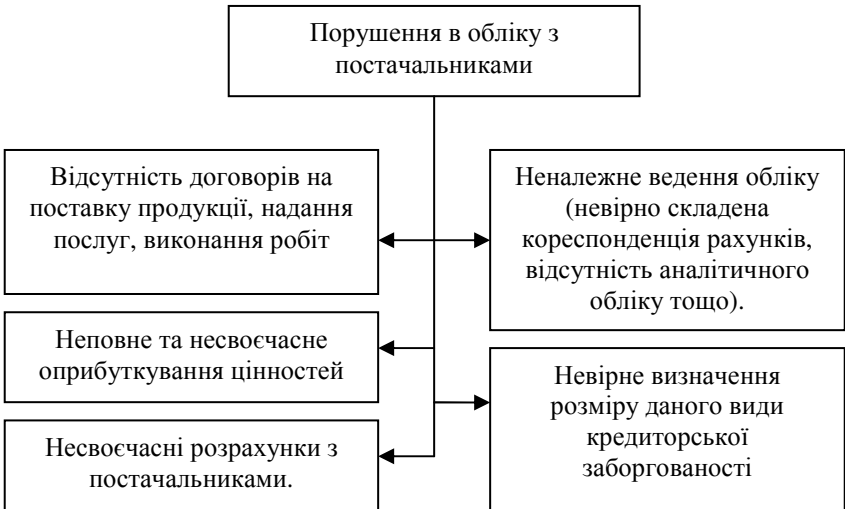 Порушення в обліку з
постачальниками
Відсутність договорів на
поставку продукції, надання
послуг, виконання робіт
Неналежне ведення обліку
(невірно складена
кореспонденція рахунків,
відсутність аналітичного
обліку тощо).
Неповне та несвоєчасне
оприбуткування цінностей
Невірне визначення
розміру даного види
кредиторської
заборгованості
Несвоєчасні розрахунки з
постачальниками.